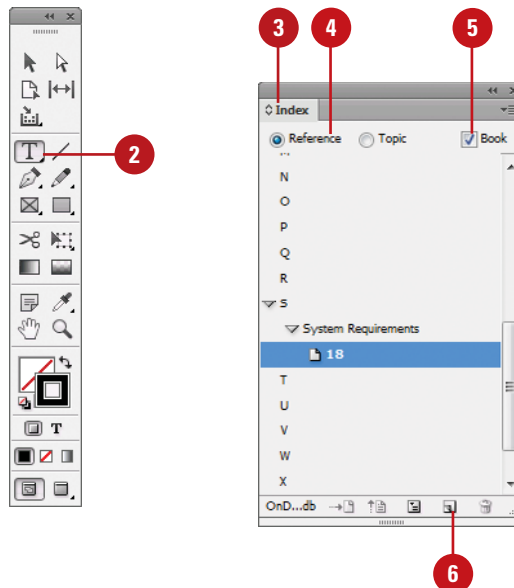 3 4 5
Index
Reference Topic Book
2
M
N
O
P
Q
R
S
System Requirements
18
T
U
V
W
X
OnD...db
6
T
T